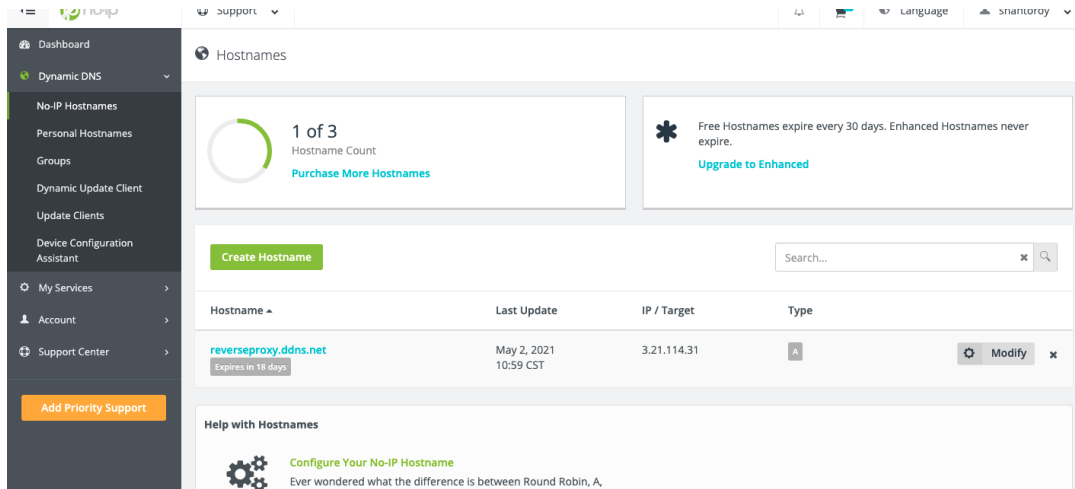 no-ip
Support
Language
shantoroy
Dashboard
Hostnames
Dynamic DNS
No-IP Hostnames
Personal Hostnames
Groups
Dynamic Update Client
Update Clients
Device Configuration
Assistant
My Services
Account
Support Center
Add Priority Support
1 of 3
Hostname Count
Purchase More Hostnames
Free Hostnames expire every 30 days. Enhanced Hostnames never
expire.
Upgrade to Enhanced
Create Hostname
Search...
Hostname Last Update IP / Target Type
reverseproxy.ddns.net May 2, 2021 3.21.114.31 A Modify
Expires in 18 days 10:59 CST
Help with Hostnames
Configure Your No-IP Hostname
Ever wondered what the difference is between Round Robin, A,